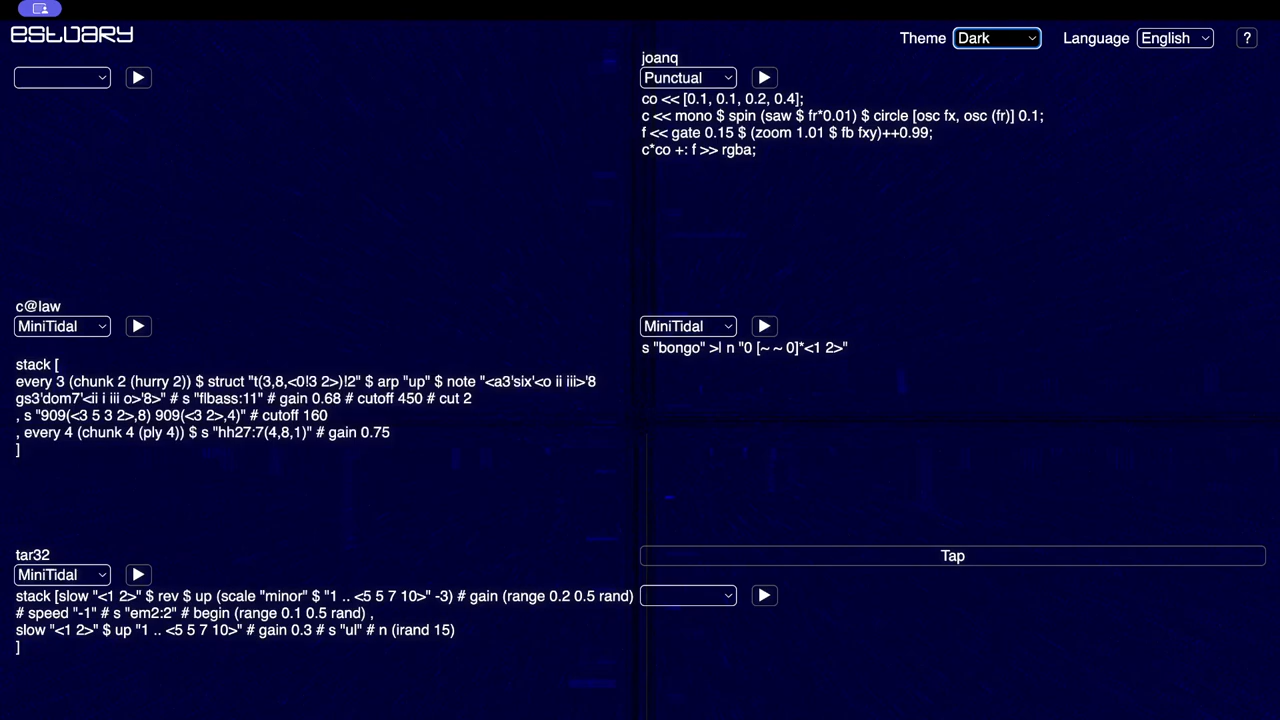 estuary
Theme Dark Language English ?
joanq
Punctual
co << [0.1, 0.1, 0.2, 0.4];
c << mono $ spin (saw $ fr*0.01) $ circle [osc fx, osc (fr)] 0.1;
f << gate 0.15 $ (zoom 1.01 $ fb fxy)++0.99;
c*co +: f >> rgba;
c@law
MiniTidal
stack [
every 3 (chunk 2 (hurry 2)) $ struct "t(3,8,<0!3 2>)!2" $ arp "up" $ note "<a3'six'<o ii iii>'8
gs3'dom7'<ii i iii o>'8>" # s "flbass:11" # gain 0.68 # cutoff 450 # cut 2
, s "909(<3 5 3 2>,8) 909(<3 2>,4)" # cutoff 160
, every 4 (chunk 4 (ply 4)) $ s "hh27:7(4,8,1)" # gain 0.75
]
MiniTidal
s "bongo" >| n "0 [~ ~ 0]*<1 2>"
tar32
MiniTidal
stack [slow "<1 2>" $ rev $ up (scale "minor" $ "1 .. <5 5 7 10>" -3) # gain (range 0.2 0.5 rand)
# speed "-1" # s "em2:2" # begin (range 0.1 0.5 rand) ,
slow "<1 2>" $ up "1 .. <5 5 7 10>" # gain 0.3 # s "ul" # n (irand 15)
]
Tap